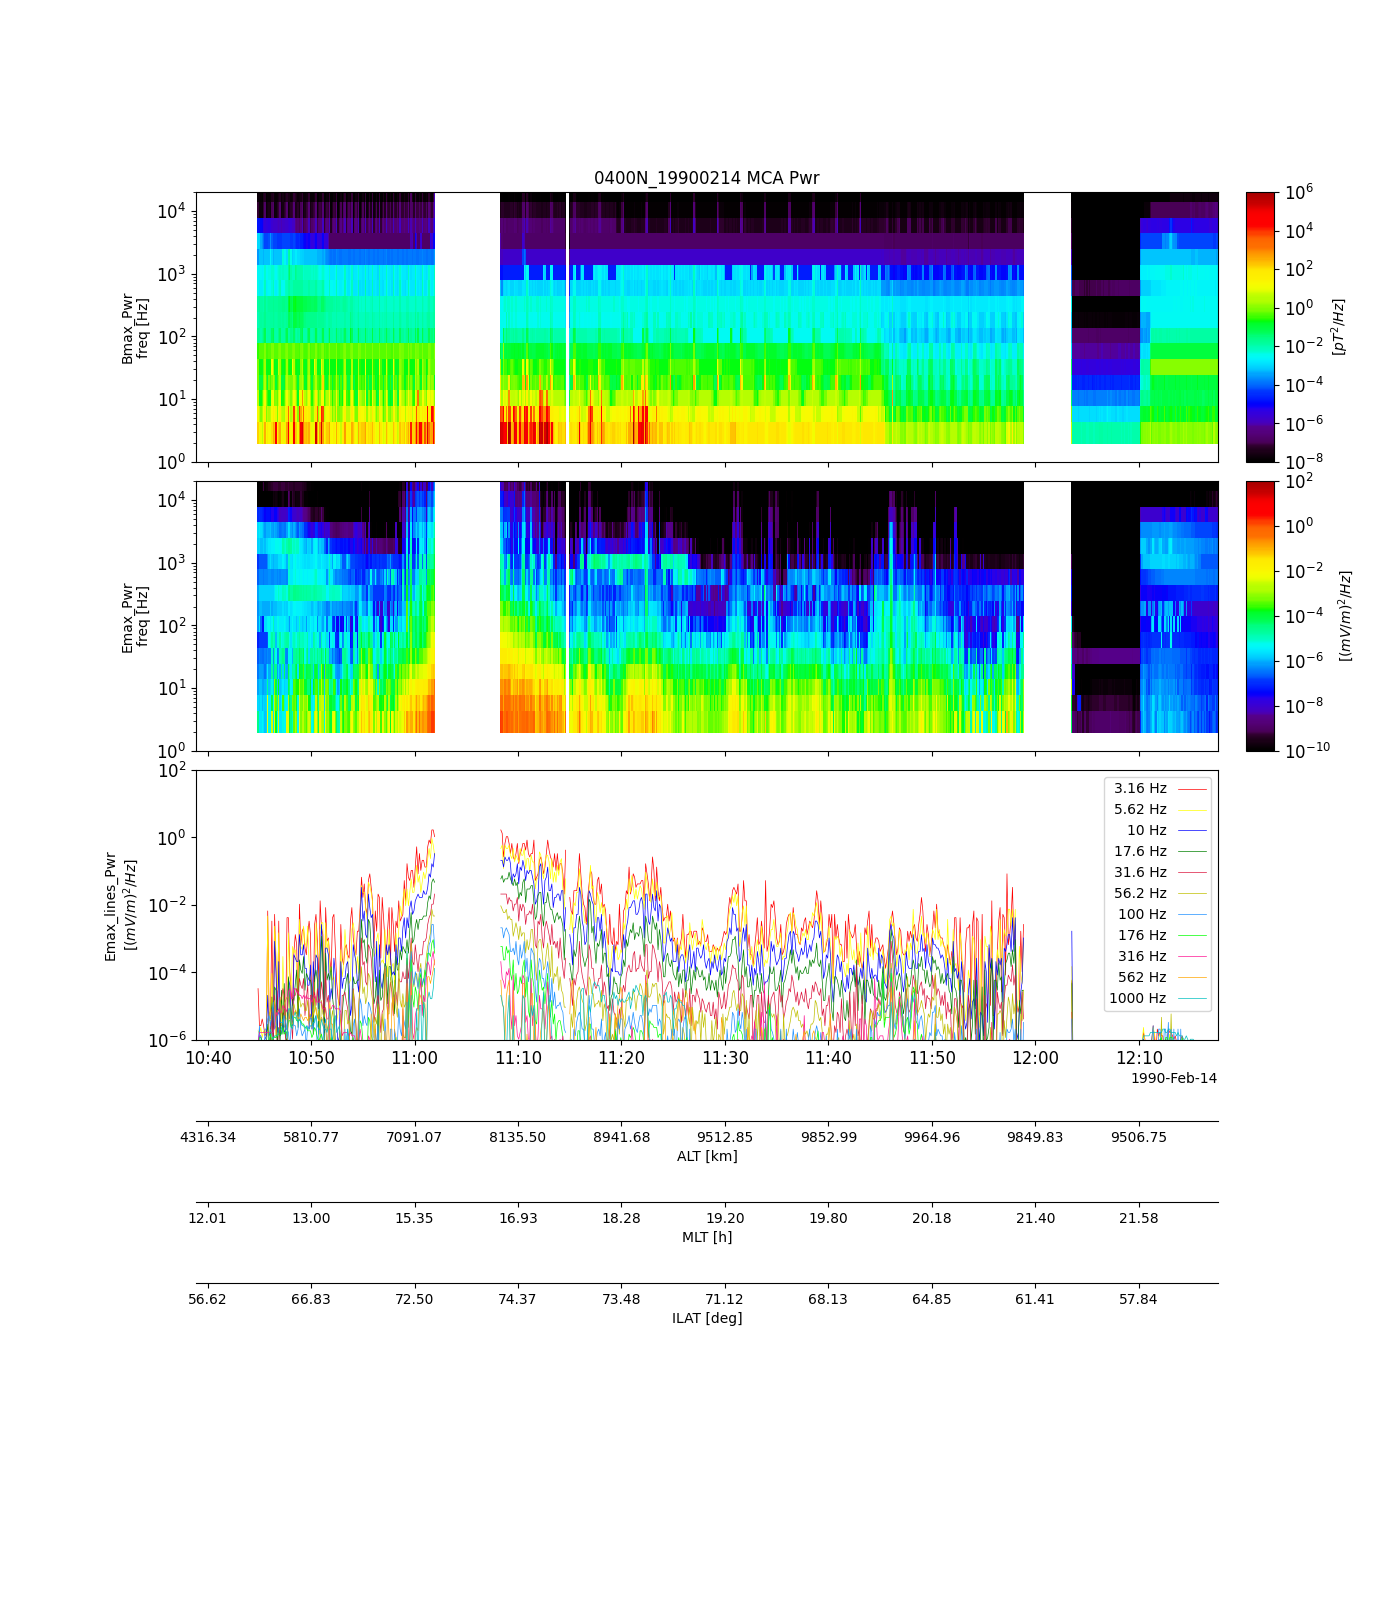 0400N_19900214 MCA Pwr
Bmax_Pwr
freq [Hz]
10^4
10^3
10^2
10^1
10^0
10^6
10^4
10^2
10^0
10^-2
10^-4
10^-6
10^-8
[pT^2/Hz]
Emax_Pwr
freq [Hz]
10^4
10^3
10^2
10^1
10^0
10^2
10^0
10^-2
10^-4
10^-6
10^-8
10^-10
[(mV/m)^2/Hz]
Emax_lines_Pwr
[(mV/m)^2/Hz]
10^2
10^0
10^-2
10^-4
10^-6
3.16 Hz
5.62 Hz
10 Hz
17.6 Hz
31.6 Hz
56.2 Hz
100 Hz
176 Hz
316 Hz
562 Hz
1000 Hz
10:40 10:50 11:00 11:10 11:20 11:30 11:40 11:50 12:00 12:10
1990-Feb-14
4316.34 5810.77 7091.07 8135.50 8941.68 9512.85 9852.99 9964.96 9849.83 9506.75
ALT [km]
12.01 13.00 15.35 16.93 18.28 19.20 19.80 20.18 21.40 21.58
MLT [h]
56.62 66.83 72.50 74.37 73.48 71.12 68.13 64.85 61.41 57.84
ILAT [deg]